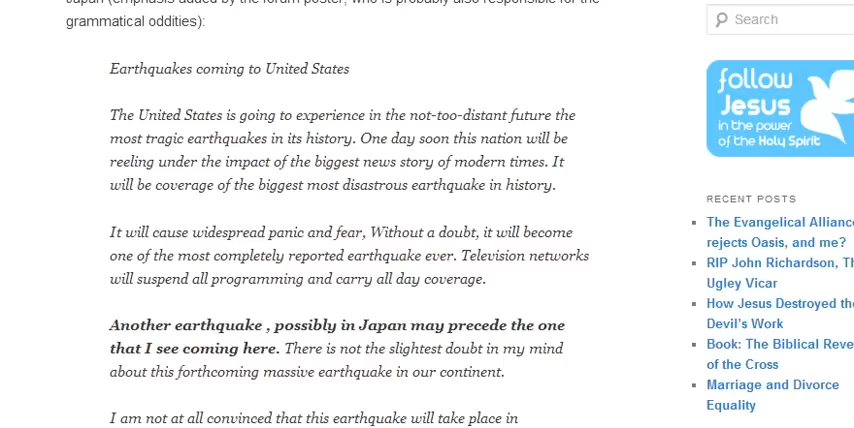 Japan (emphasis added by the forum poster, who is probably also responsible for the
grammatical oddities):
Earthquakes coming to United States
The United States is going to experience in the not-too-distant future the
most tragic earthquakes in its history. One day soon this nation will be
reeling under the impact of the biggest news story of modern times. It
will be coverage of the biggest most disastrous earthquake in history.
It will cause widespread panic and fear, Without a doubt, it will become
one of the most completely reported earthquake ever. Television networks
will suspend all programming and carry all day coverage.
Another earthquake , possibly in Japan may precede the one
that I see coming here. There is not the slightest doubt in my mind
about this forthcoming massive earthquake in our continent.
I am not at all convinced that this earthquake will take place in
Search
follow
Jesus
in the power
of the Holy Spirit
RECENT POSTS
The Evangelical Alliance
rejects Oasis, and me?
RIP John Richardson, Th
Ugley Vicar
How Jesus Destroyed the
Devil's Work
Book: The Biblical Reve
of the Cross
Marriage and Divorce
Equality